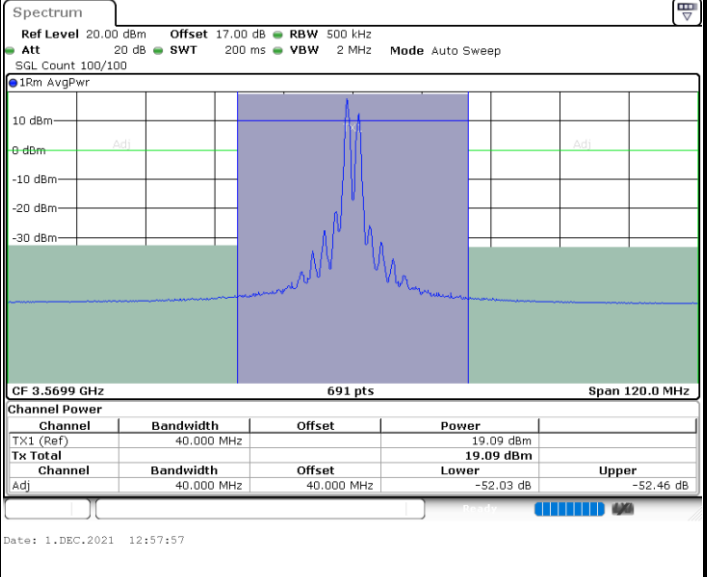 Spectrum
Ref Level 20.00 dBm Offset 17.00 dB RBW 500 kHz
Att 20 dB SWT 200 ms VBW 2 MHz Mode Auto Sweep
SGL Count 100/100
1Rm AvgPwr
10 dBm
Tx
Adj Adj
0 dBm
-10 dBm
-20 dBm
-30 dBm
CF 3.5699 GHz 691 pts Span 120.0 MHz
Channel Power
Channel Bandwidth Offset Power
TX1 (Ref) 40.000 MHz 19.09 dBm
Tx Total 19.09 dBm
Channel Bandwidth Offset Lower Upper
Adj 40.000 MHz 40.000 MHz -52.03 dB -52.46 dB
Ready
Date: 1.DEC.2021 12:57:57